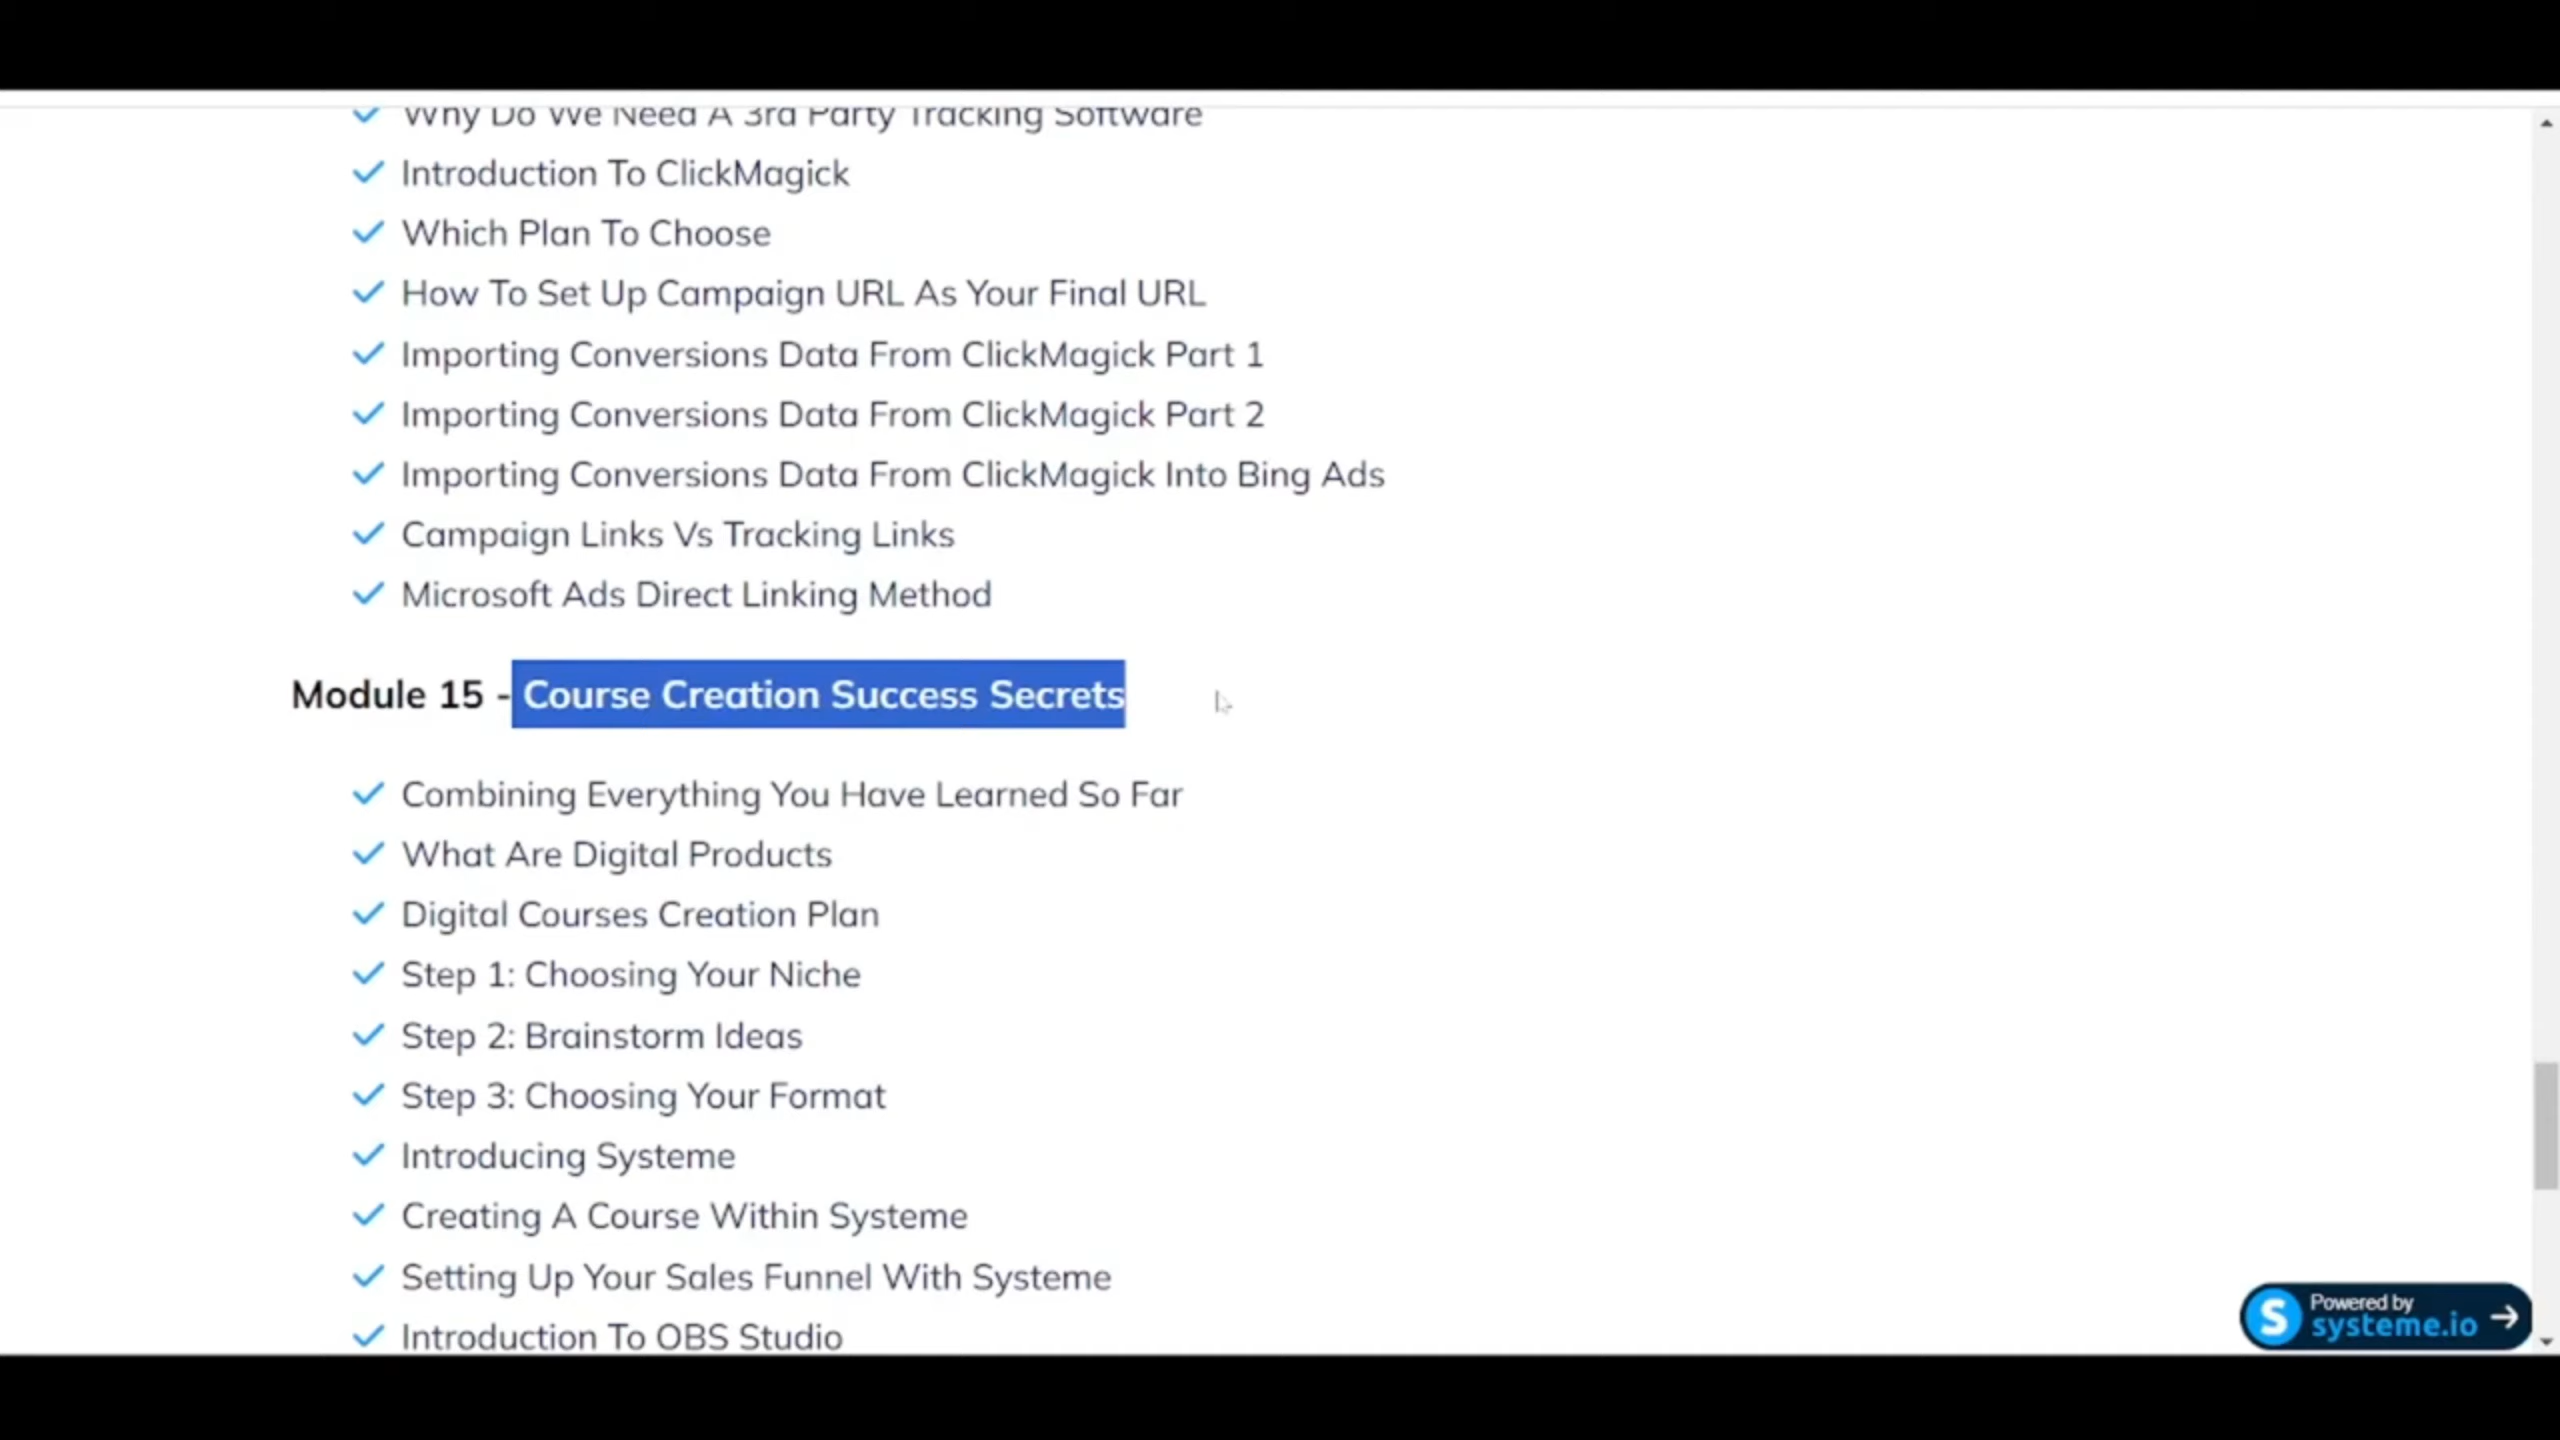 Why Do We Need A 3rd Party Tracking Software
Introduction To ClickMagick
Which Plan To Choose
How To Set Up Campaign URL As Your Final URL
Importing Conversions Data From ClickMagick Part 1
Importing Conversions Data From ClickMagick Part 2
Importing Conversions Data From ClickMagick Into Bing Ads
Campaign Links Vs Tracking Links
Microsoft Ads Direct Linking Method
Module 15 - Course Creation Success Secrets
Combining Everything You Have Learned So Far
What Are Digital Products
Digital Courses Creation Plan
Step 1: Choosing Your Niche
Step 2: Brainstorm Ideas
Step 3: Choosing Your Format
Introducing Systeme
Creating A Course Within Systeme
Setting Up Your Sales Funnel With Systeme
Introduction To OBS Studio
Powered by
systeme.io